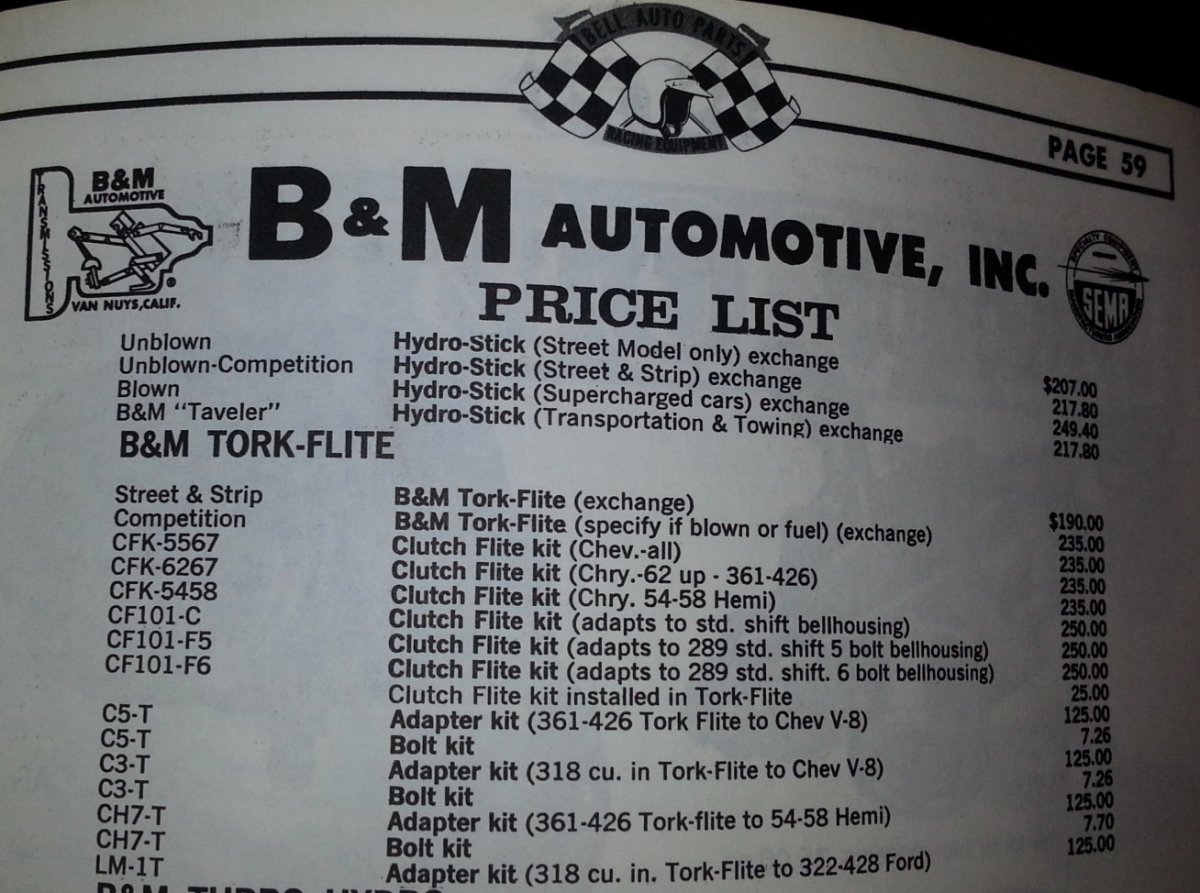 BELL AUTO PARTS
RACING EQUIPMENT
PAGE 59
TRANSMISSIONS
B&M
AUTOMOTIVE
®
VAN NUYS, CALIF.
B&M AUTOMOTIVE, INC.
SPECIALTY EQUIPMENT
SEMA
PRICE LIST
Unblown Hydro-Stick (Street Model only) exchange $207.00
Unblown-Competition Hydro-Stick (Street & Strip) exchange 217.80
Blown Hydro-Stick (Supercharged cars) exchange 249.40
B&M "Taveler" Hydro-Stick (Transportation & Towing) exchange 217.80
B&M TORK-FLITE
Street & Strip B&M Tork-Flite (exchange) $190.00
Competition B&M Tork-Flite (specify if blown or fuel) (exchange) 235.00
CFK-5567 Clutch Flite kit (Chev.-all) 235.00
CFK-6267 Clutch Flite kit (Chry.-62 up - 361-426) 235.00
CFK-5458 Clutch Flite kit (Chry. 54-58 Hemi) 235.00
CF101-C Clutch Flite kit (adapts to std. shift bellhousing) 250.00
CF101-F5 Clutch Flite kit (adapts to 289 std. shift 5 bolt bellhousing) 250.00
CF101-F6 Clutch Flite kit (adapts to 289 std. shift. 6 bolt bellhousing) 250.00
Clutch Flite kit installed in Tork-Flite 25.00
C5-T Adapter kit (361-426 Tork Flite to Chev V-8) 125.00
C5-T Bolt kit 7.26
C3-T Adapter kit (318 cu. in Tork-Flite to Chev V-8) 125.00
C3-T Bolt kit 7.26
CH7-T Adapter kit (361-426 Tork-flite to 54-58 Hemi) 125.00
CH7-T Bolt kit 7.70
LM-1T Adapter kit (318 cu. in. Tork-Flite to 322-428 Ford) 125.00
B&M TURBO HYDRO